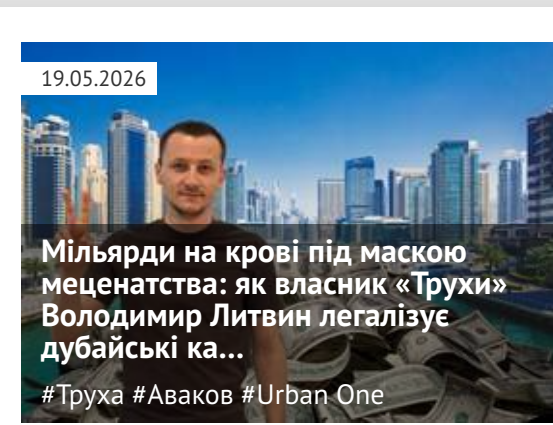 19.05.2026
Мільярди на крові під маскою
меценатства: як власник «Трухи»
Володимир Литвин легалізує
дубайські ка...
#Труха #Аваков #Urban One